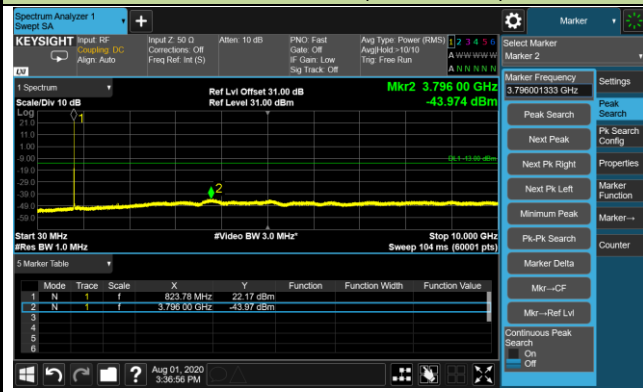 Spectrum Analyzer 1
Swept SA
Marker
KEYSIGHT
Input: RF
Coupling: DC
Align: Auto
Input Z: 50 Ω
Corrections: Off
Freq Ref: Int (S)
Atten: 10 dB
PNO: Fast
Gate: Off
IF Gain: Low
Sig Track: Off
Avg Type: Power (RMS)
Avg|Hold:>10/10
Trig: Free Run
1 2 3 4 5 6
A W W W W W
A N N N N N
LXI
Select Marker
Marker 2
Marker Frequency
3.796001333 GHz
Settings
Peak Search
Peak Search
Next Peak
Pk Search Config
Next Pk Right
Properties
Next Pk Left
Marker Function
Minimum Peak
Marker→
Pk-Pk Search
Counter
Marker Delta
Mkr→CF
Mkr→Ref Lvl
Continuous Peak Search
On
Off
1 Spectrum
Scale/Div 10 dB
Ref Lvl Offset 31.00 dB
Ref Level 31.00 dBm
Mkr2 3.796 00 GHz
-43.974 dBm
Log
21.0
11.0
1.00
-9.00
-19.0
-29.0
-39.0
-49.0
-59.0
1
2
DL1 -13.00 dBm
Start 30 MHz
#Res BW 1.0 MHz
#Video BW 3.0 MHz*
Stop 10.000 GHz
Sweep 104 ms (60001 pts)
5 Marker Table
Mode Trace Scale X Y Function Function Width Function Value
1 N 1 f 823.78 MHz 22.17 dBm
2 N 1 f 3.796 00 GHz -43.97 dBm
3
4
5
6
?
Aug 01, 2020
3:36:56 PM